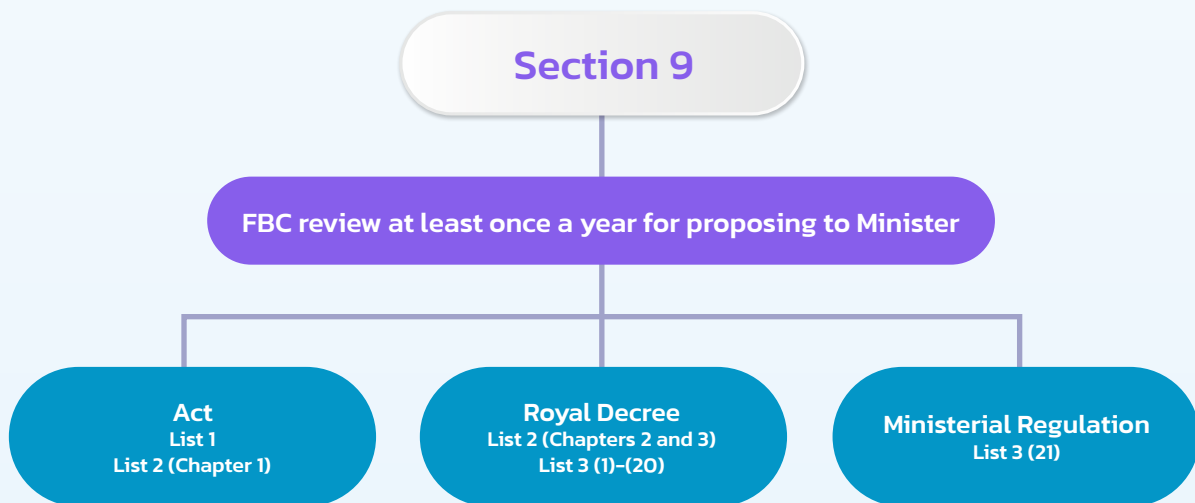 Section 9
FBC review at least once a year for proposing to Minister
Act
List 1
List 2 (Chapter 1)
Royal Decree
List 2 (Chapters 2 and 3)
List 3 (1)-(20)
Ministerial Regulation
List 3 (21)